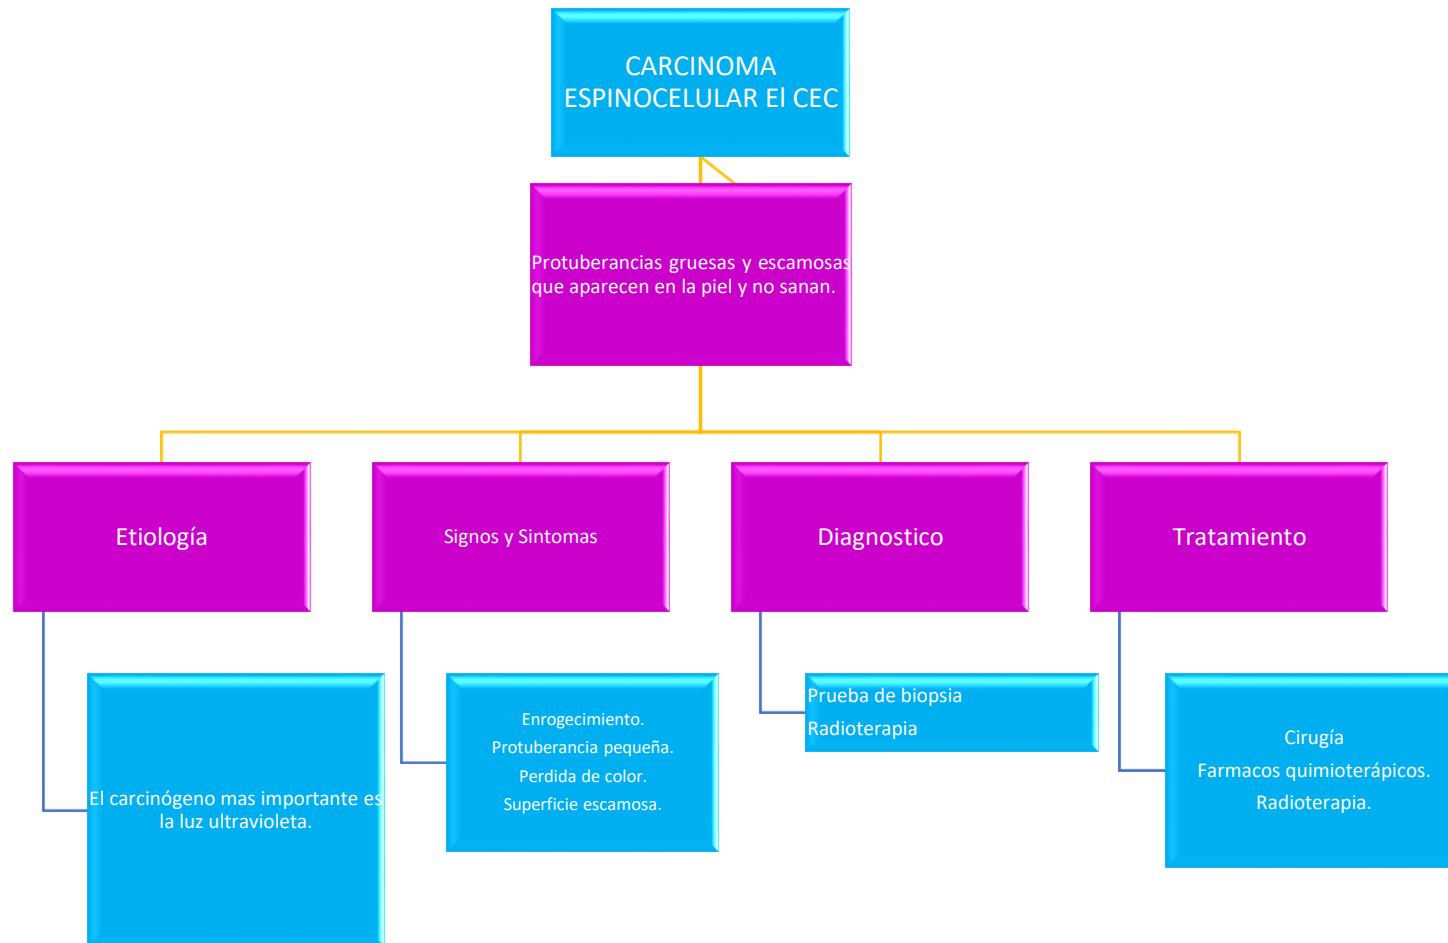 CARCINOMA
ESPINOCELULAR El CEC
Protuberancias gruesas y escamosas
que aparecen en la piel y no sanan.
Etiología
Signos y Sintomas
Diagnostico
Tratamiento
El carcinógeno mas importante es
la luz ultravioleta.
Enrogecimiento.
Protuberancia pequeña.
Perdida de color.
Superficie escamosa.
Prueba de biopsia
Radioterapia
Cirugía
Farmacos quimioterápicos.
Radioterapia.